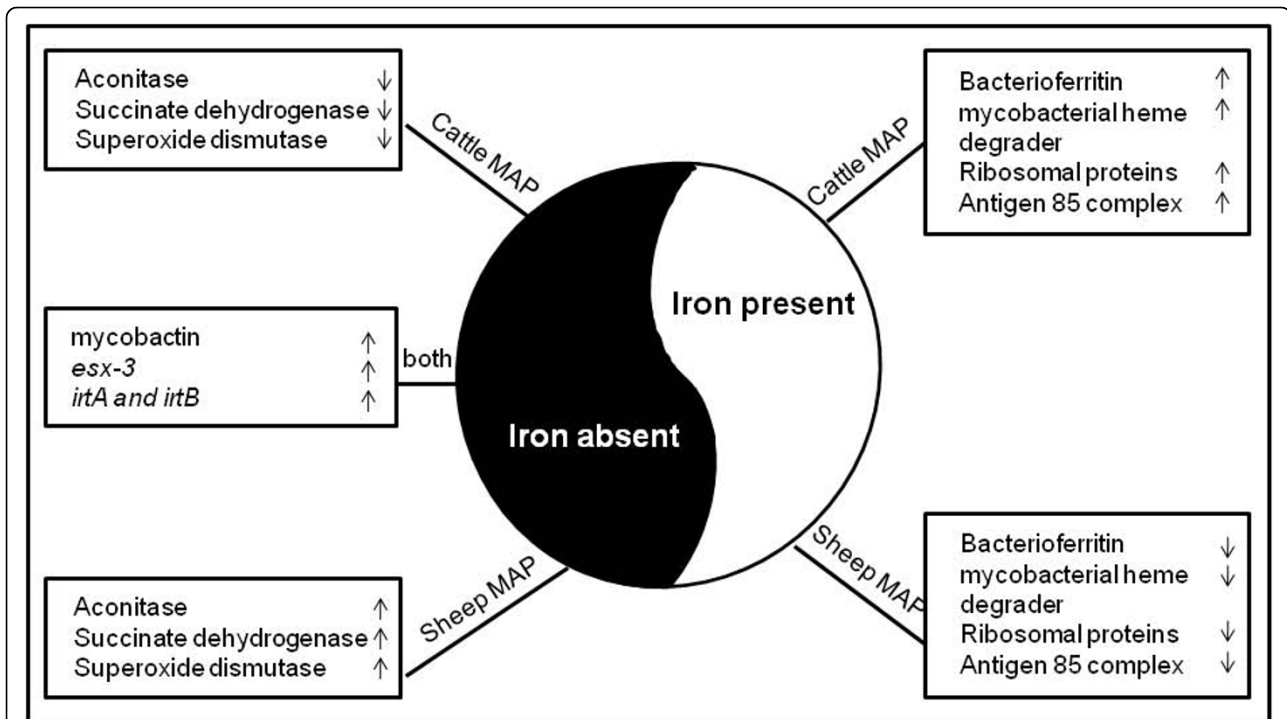 Aconitase ↓
Succinate dehydrogenase ↓
Superoxide dismutase ↓
Cattle MAP
Cattle MAP
Bacterioferritin ↑
mycobacterial heme ↑
degrader
Ribosomal proteins ↑
Antigen 85 complex ↑
Iron present
mycobactin ↑
esx-3 ↑
irtA and irtB ↑
both
Iron absent
Aconitase ↑
Succinate dehydrogenase ↑
Superoxide dismutase ↑
Sheep MAP
Sheep MAP
Bacterioferritin ↓
mycobacterial heme ↓
degrader
Ribosomal proteins ↓
Antigen 85 complex ↓